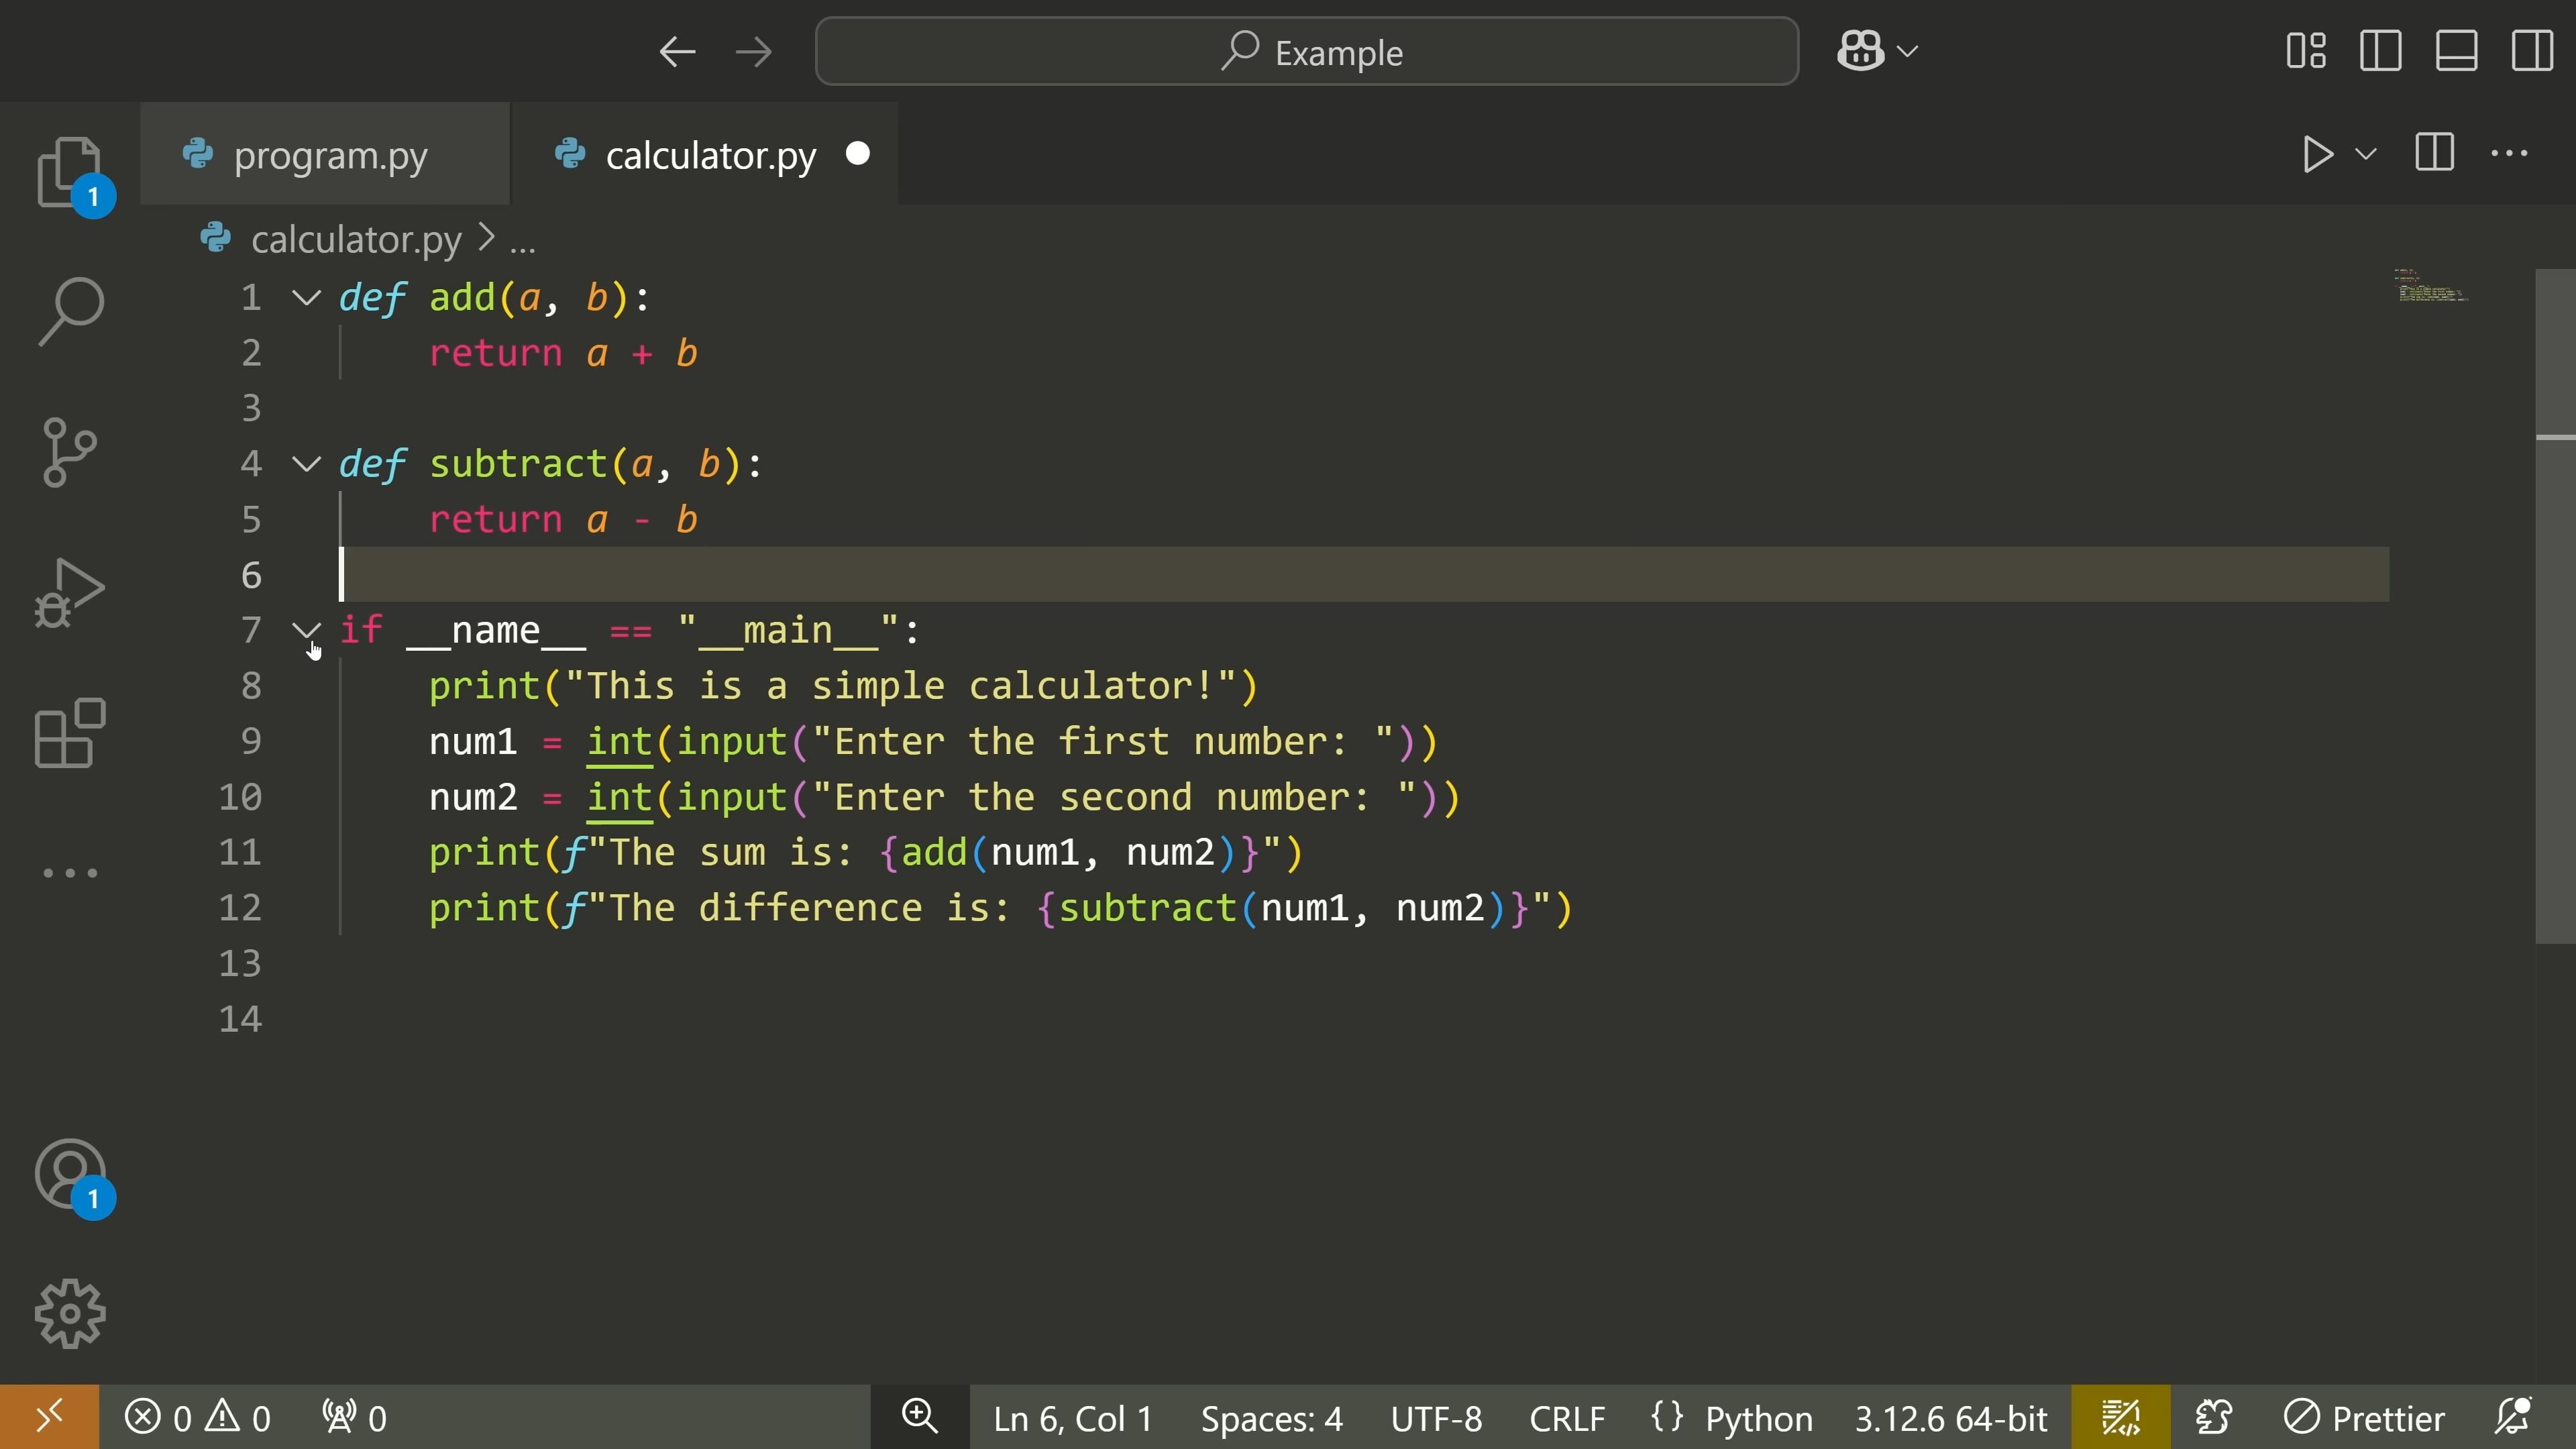 Example
program.py
calculator.py
1
calculator.py > ...
1 def add(a, b):
2     return a + b
3
4 def subtract(a, b):
5     return a - b
6
7 if __name__ == "__main__":
8     print("This is a simple calculator!")
9     num1 = int(input("Enter the first number: "))
10     num2 = int(input("Enter the second number: "))
11     print(f"The sum is: {add(num1, num2)}")
12     print(f"The difference is: {subtract(num1, num2)}")
13
14
1
0 0 0 Ln 6, Col 1 Spaces: 4 UTF-8 CRLF {} Python 3.12.6 64-bit Prettier